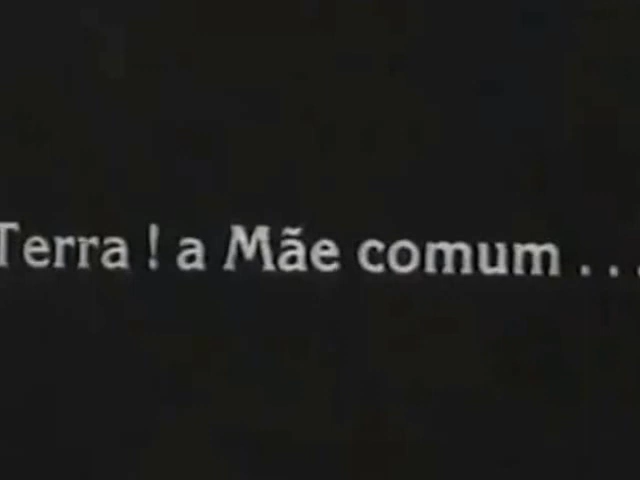 Terra ! a Mãe comum . . .